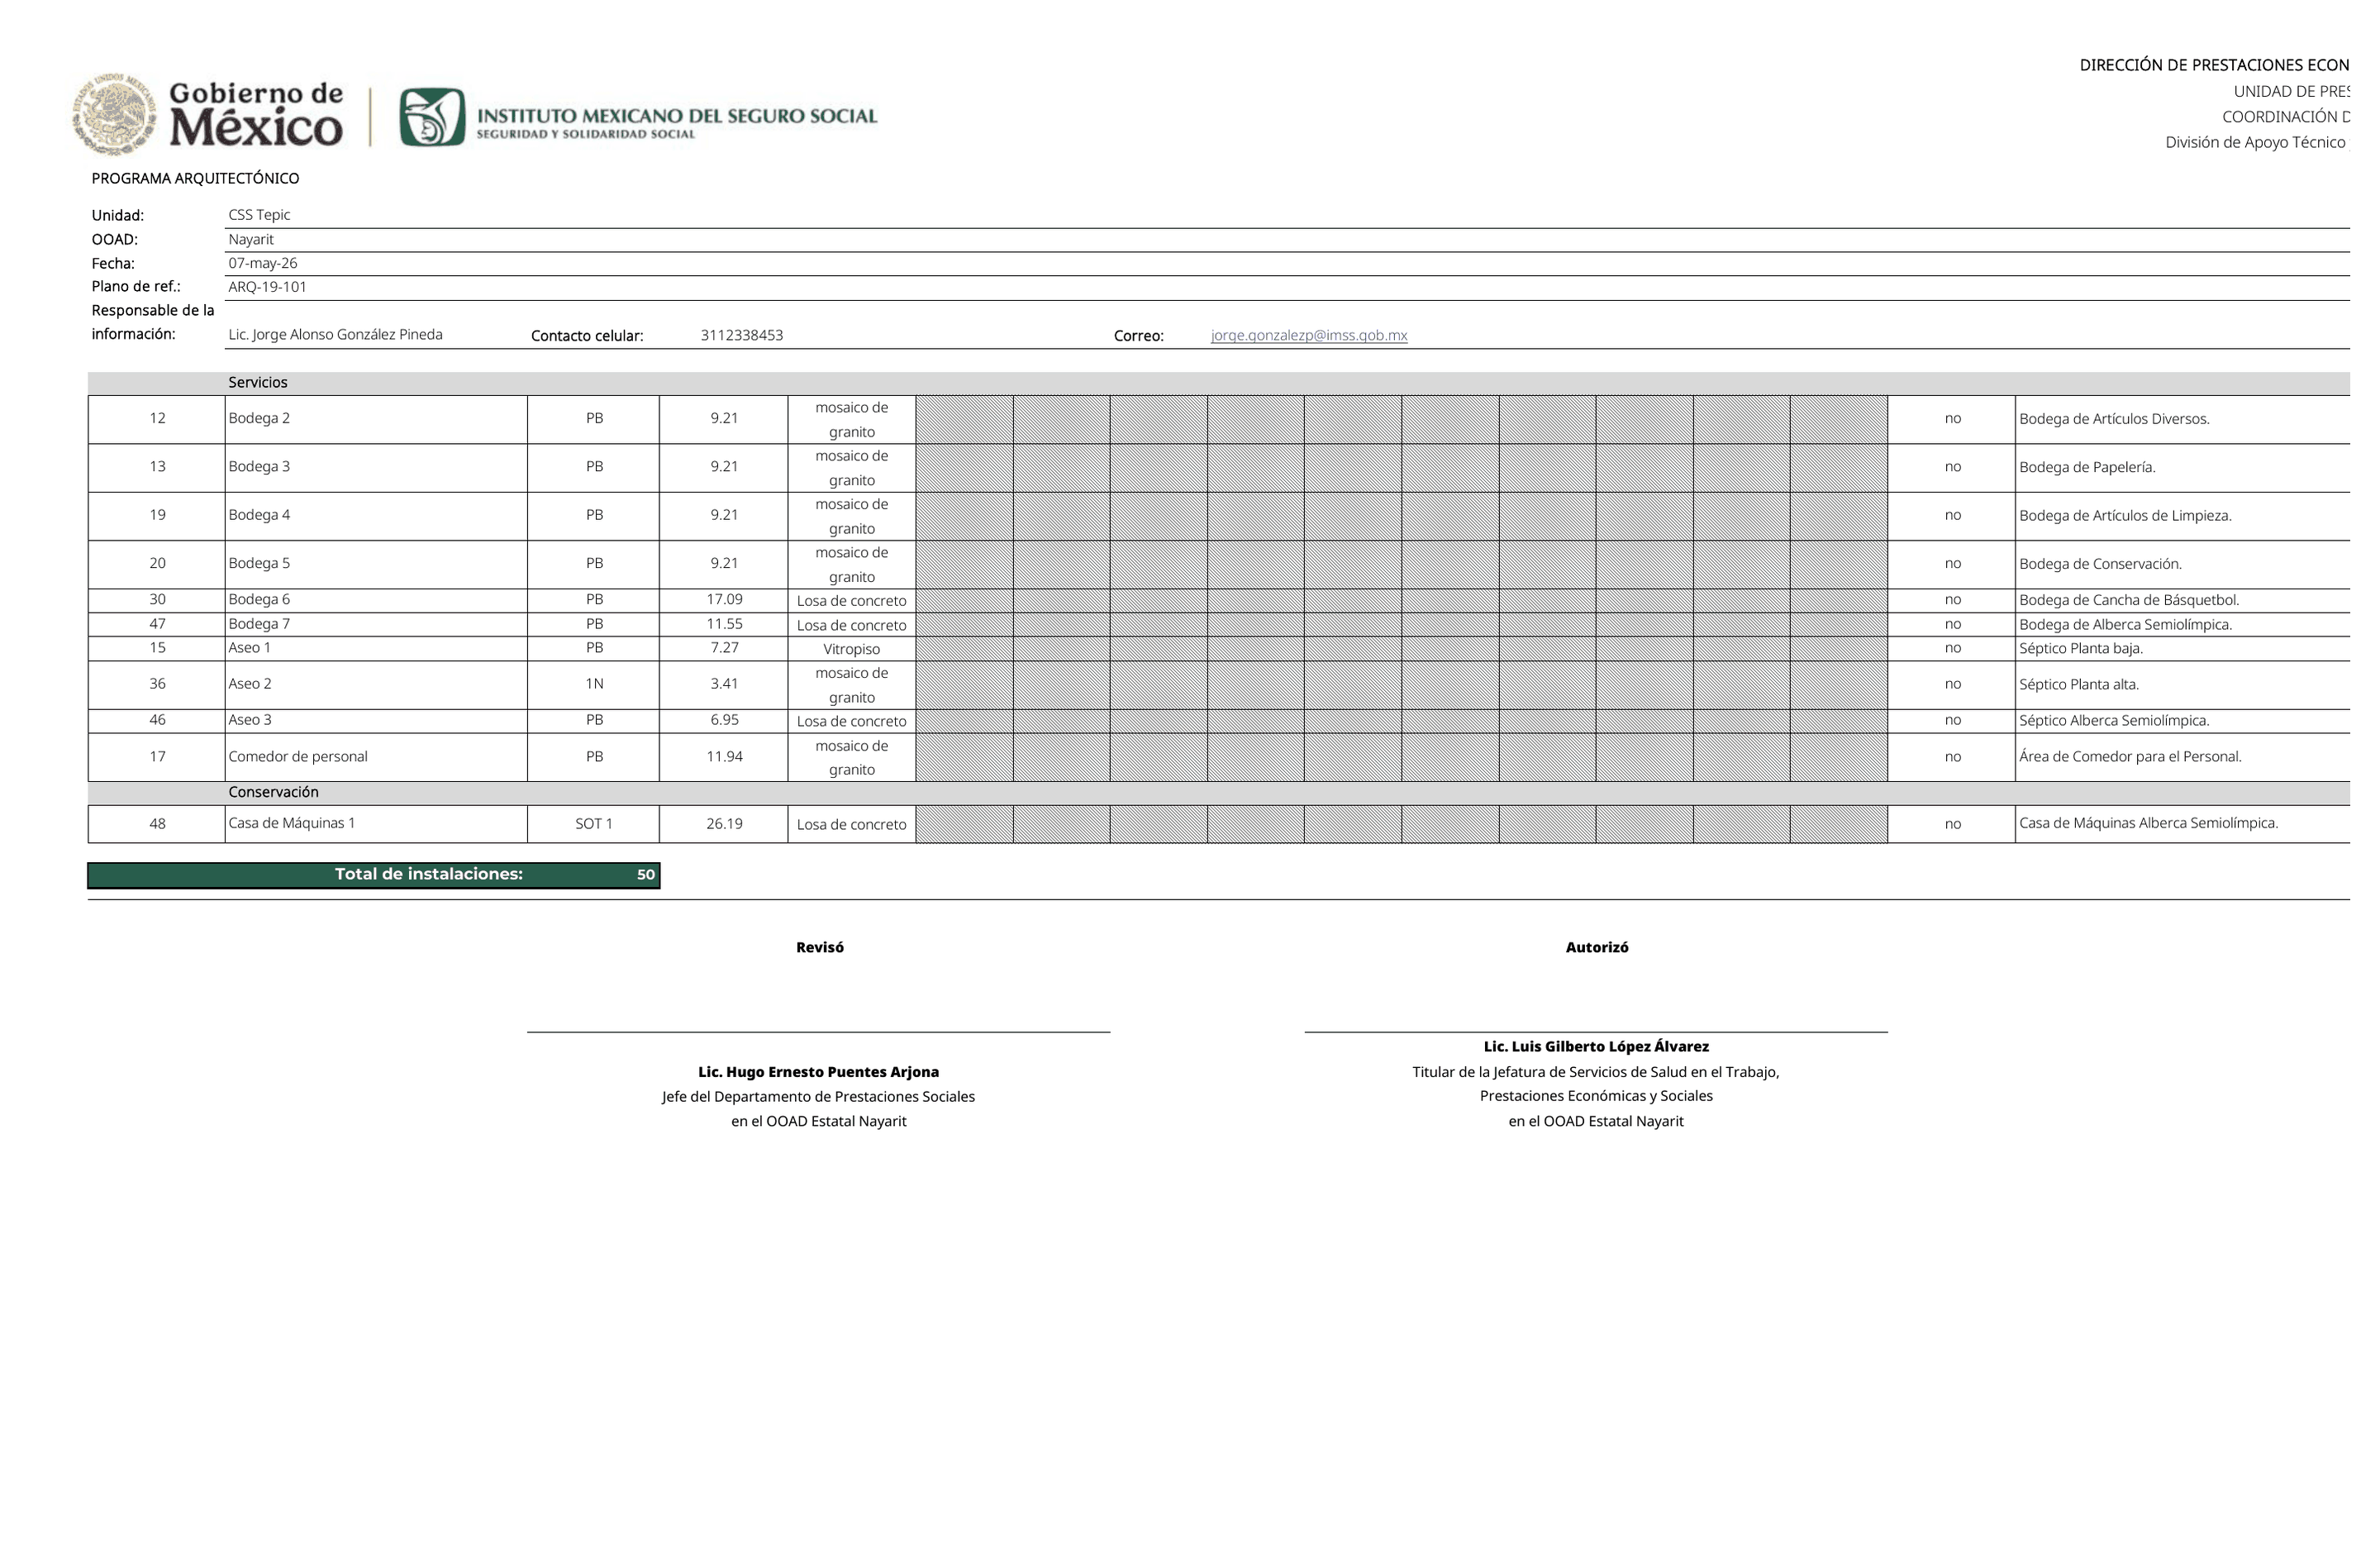 DIRECCIÓN DE PRESTACIONES ECON
UNIDAD DE PRES
COORDINACIÓN D
División de Apoyo Técnico
Gobierno de
México
INSTITUTO MEXICANO DEL SEGURO SOCIAL
SEGURIDAD Y SOLIDARIDAD SOCIAL
ESTADOS UNIDOS MEXICANOS
PROGRAMA ARQUITECTÓNICO
Unidad: CSS Tepic
OOAD: Nayarit
Fecha: 07-may-26
Plano de ref.: ARQ-19-101
Responsable de la
información: Lic. Jorge Alonso González Pineda Contacto celular: 3112338453 Correo: jorge.gonzalezp@imss.gob.mx
Servicios
12 Bodega 2 PB 9.21 mosaico de granito no Bodega de Artículos Diversos.
13 Bodega 3 PB 9.21 mosaico de granito no Bodega de Papelería.
19 Bodega 4 PB 9.21 mosaico de granito no Bodega de Artículos de Limpieza.
20 Bodega 5 PB 9.21 mosaico de granito no Bodega de Conservación.
30 Bodega 6 PB 17.09 Losa de concreto no Bodega de Cancha de Básquetbol.
47 Bodega 7 PB 11.55 Losa de concreto no Bodega de Alberca Semiolímpica.
15 Aseo 1 PB 7.27 Vitropiso no Séptico Planta baja.
36 Aseo 2 1N 3.41 mosaico de granito no Séptico Planta alta.
46 Aseo 3 PB 6.95 Losa de concreto no Séptico Alberca Semiolímpica.
17 Comedor de personal PB 11.94 mosaico de granito no Área de Comedor para el Personal.
Conservación
48 Casa de Máquinas 1 SOT 1 26.19 Losa de concreto no Casa de Máquinas Alberca Semiolímpica.
Total de instalaciones: 50
Revisó
Lic. Hugo Ernesto Puentes Arjona
Jefe del Departamento de Prestaciones Sociales
en el OOAD Estatal Nayarit
Autorizó
Lic. Luis Gilberto López Álvarez
Titular de la Jefatura de Servicios de Salud en el Trabajo,
Prestaciones Económicas y Sociales
en el OOAD Estatal Nayarit